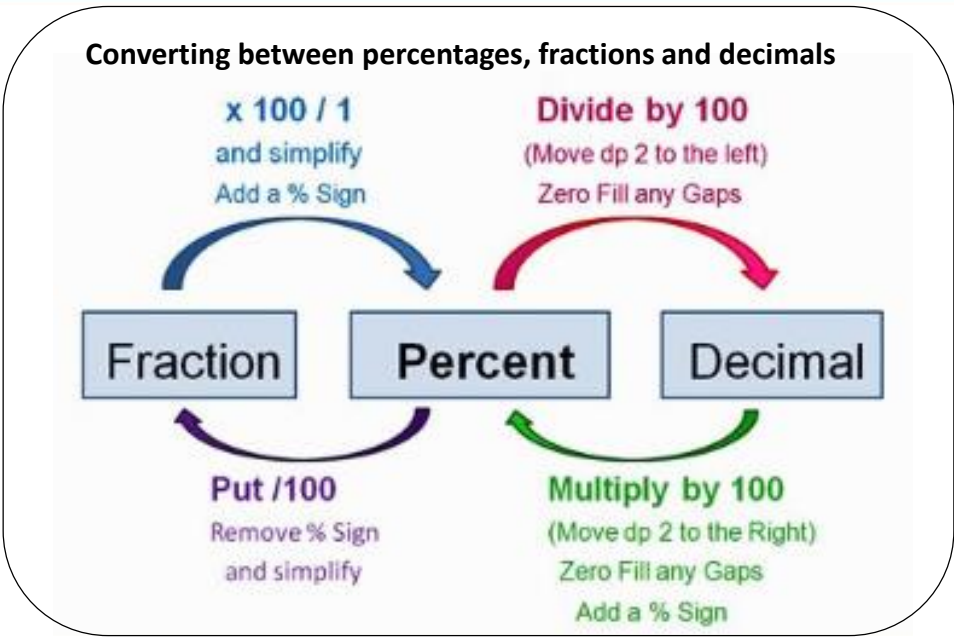 Converting between percentages, fractions and decimals
x 100 / 1
and simplify
Add a % Sign
Divide by 100
(Move dp 2 to the left)
Zero Fill any Gaps
Fraction
Percent
Decimal
Put /100
Remove % Sign
and simplify
Multiply by 100
(Move dp 2 to the Right)
Zero Fill any Gaps
Add a % Sign